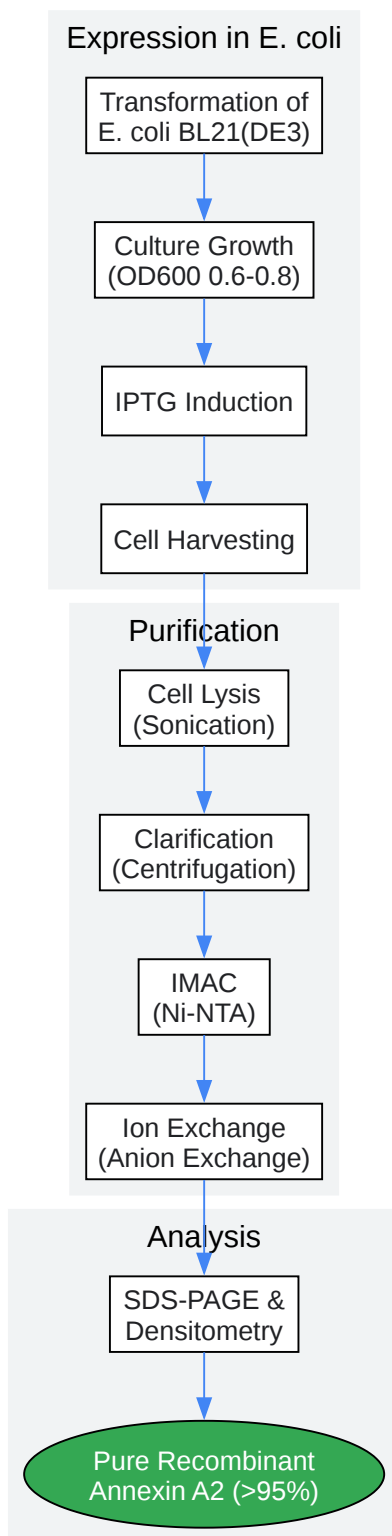 Expression in E. coli
Transformation of
E. coli BL21(DE3)
Culture Growth
(OD600 0.6-0.8)
IPTG Induction
Cell Harvesting
Purification
Cell Lysis
(Sonication)
Clarification
(Centrifugation)
IMAC
(Ni-NTA)
Ion Exchange
(Anion Exchange)
Analysis
SDS-PAGE &
Densitometry
Pure Recombinant
Annexin A2 (>95%)